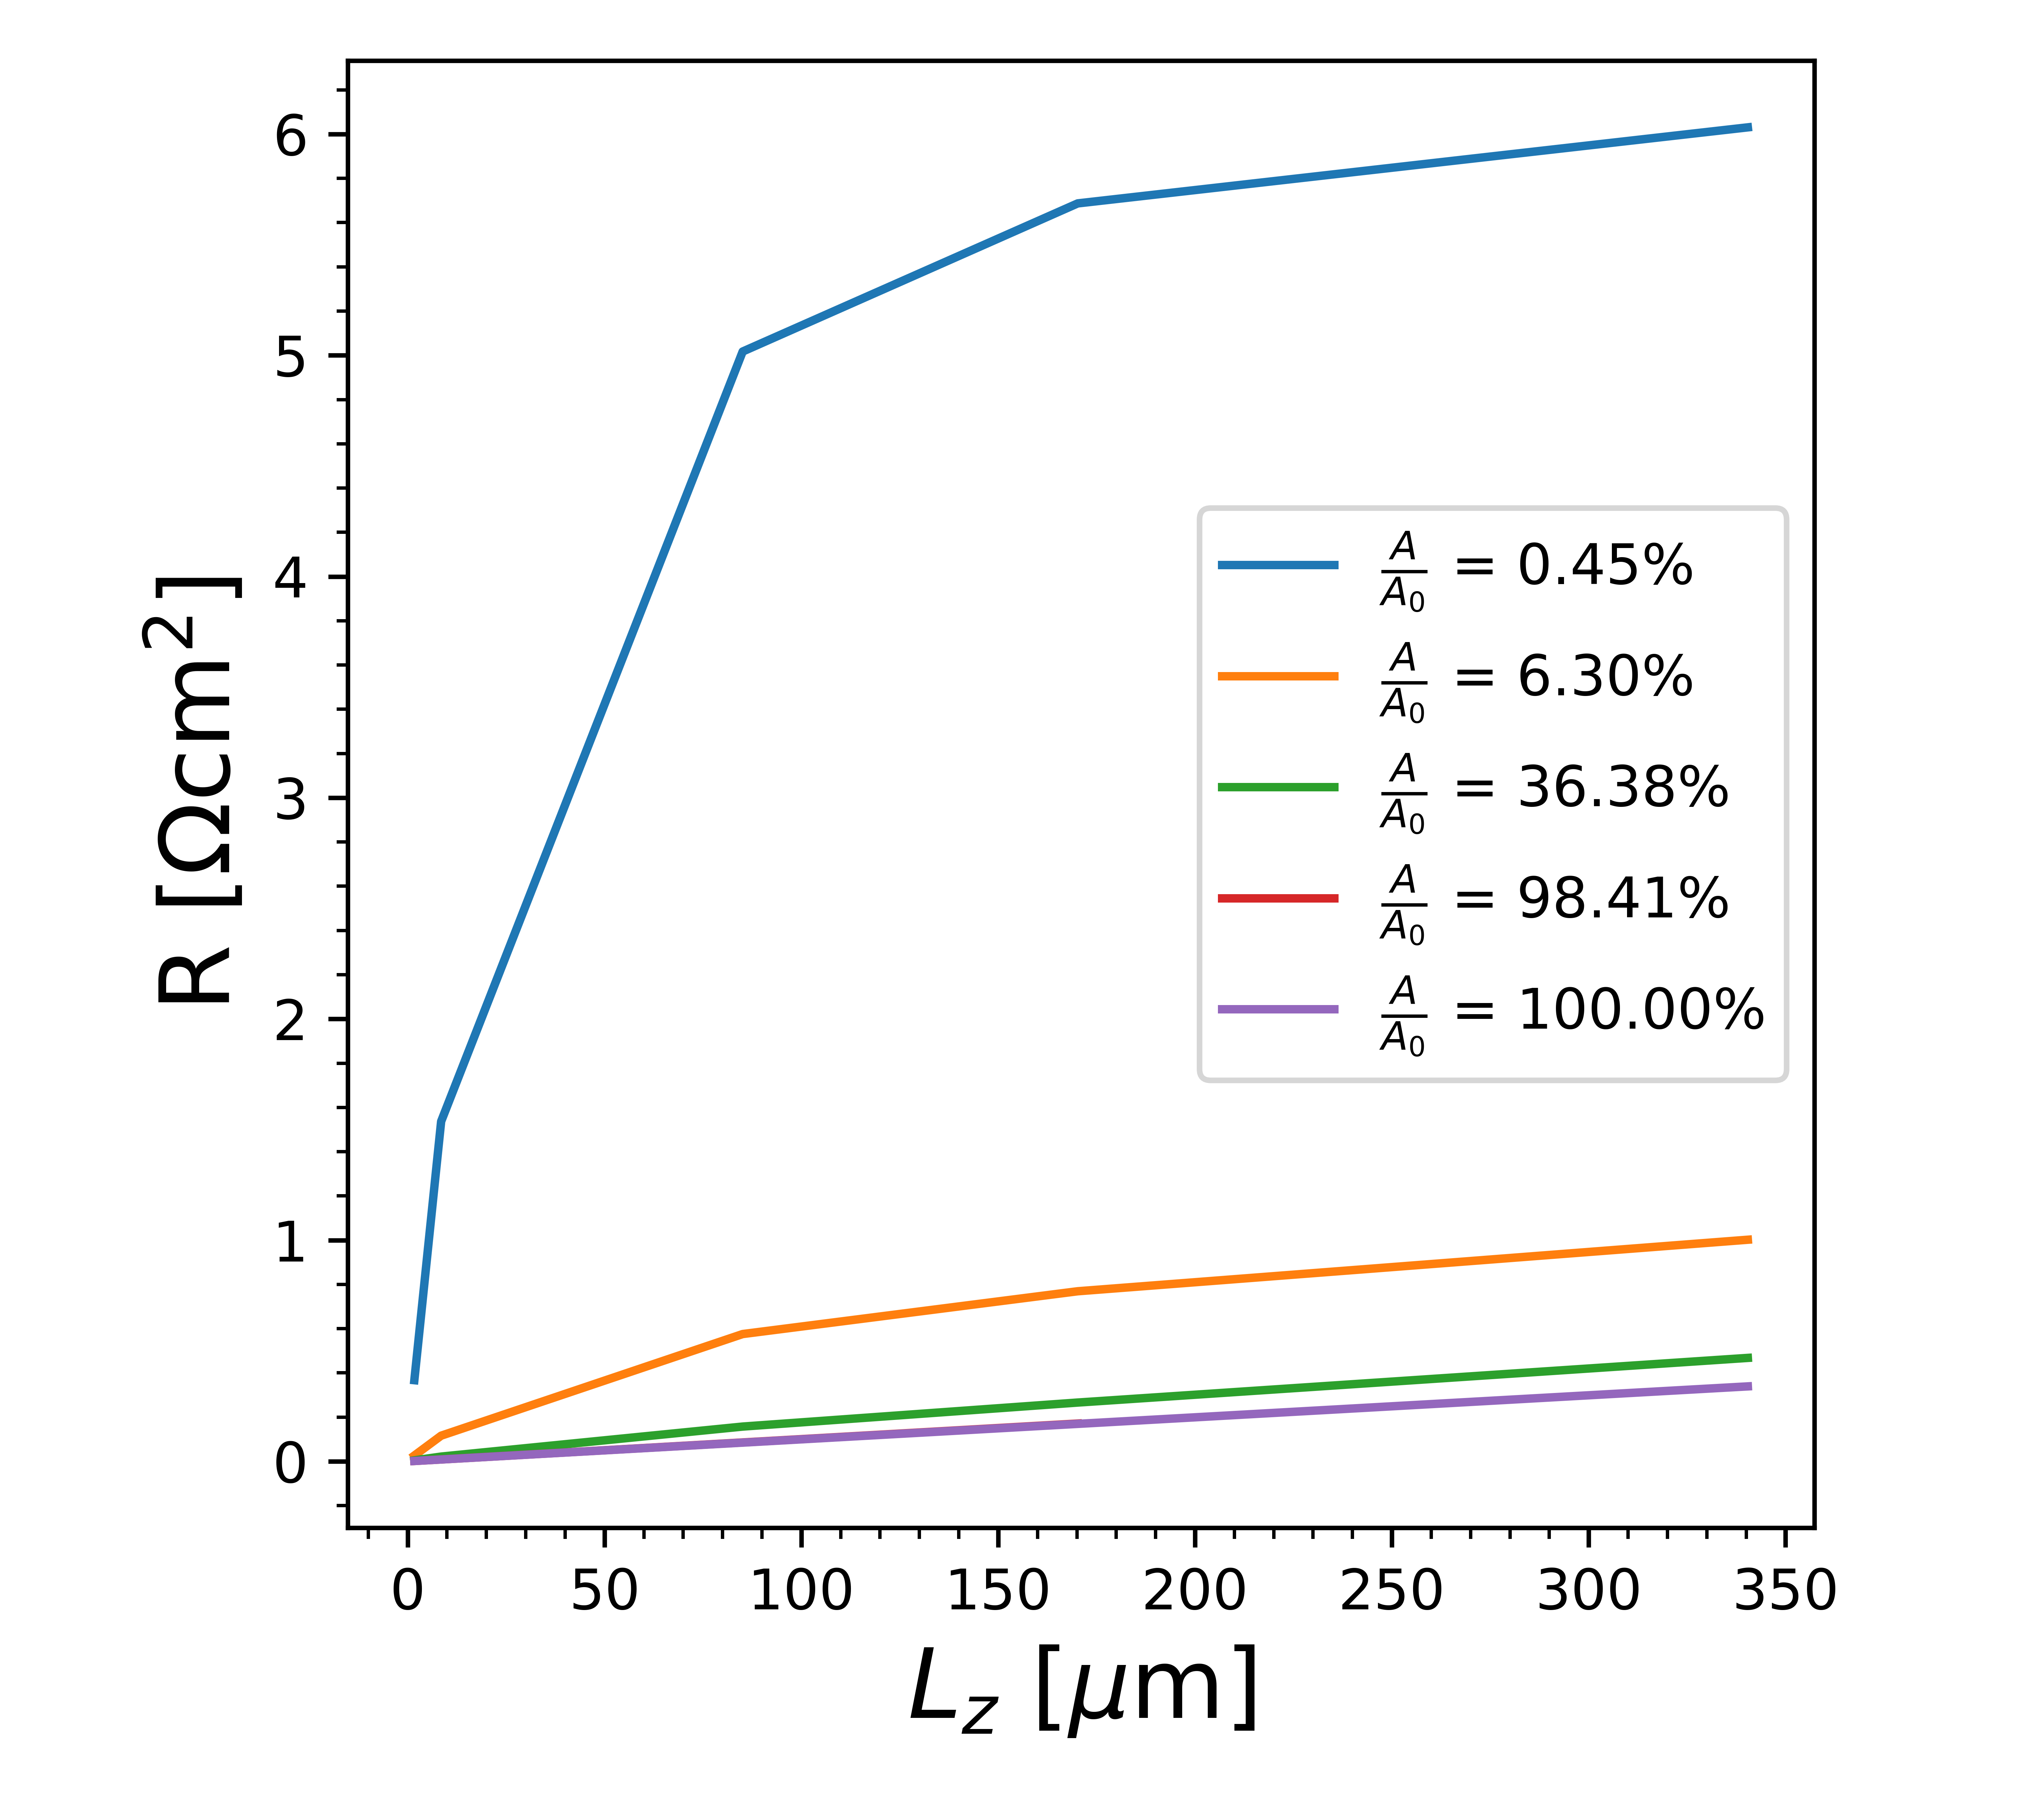 6
5
4
3
2
1
0
R [Ωcm²]
A/A₀ = 0.45%
A/A₀ = 6.30%
A/A₀ = 36.38%
A/A₀ = 98.41%
A/A₀ = 100.00%
0 50 100 150 200 250 300 350
L_z [μm]